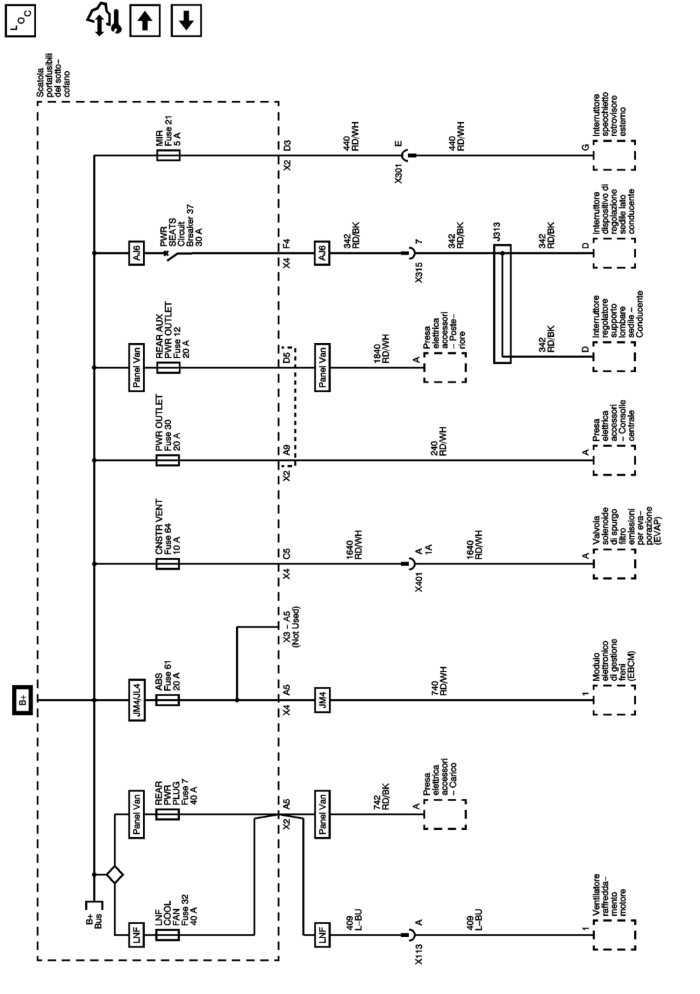 LOC
Scatola
portafusibili
del sotto–
cofano
B+
B+
Bus
LNF
LNF
COOL
FAN
Fuse 32
40 A
Panel Van
REAR
PWR
PLUG
Fuse 7
40 A
JM4/JL4
ABS
Fuse 61
20 A
CNSTR VENT
Fuse 64
10 A
PWR OUTLET
Fuse 30
20 A
Panel Van
REAR AUX
PWR OUTLET
Fuse 12
20 A
AJ6
PWR
SEATS
Circuit
Breaker 37
30 A
MIR
Fuse 21
5 A
X2 A5
X4 A5
X3 – A5
(Not Used)
X4 C5
X2 A9
D5
X4 F4
X2 D3
LNF
Panel Van
JM4
Panel Van
AJ6
409
L–BU
X113 A
409
L–BU
1
Ventilatore
raffredda–
mento
motore
742
RD/BK
A
Presa
elettrica
accessori
– Carico
740
RD/WH
1
Modulo
elettronico
di gestione
freni
(EBCM)
1640
RD/WH
X401 A
1A
1640
RD/WH
A
Valvola
solenoide
di spurgo
filtro
emissioni
per eva–
porazione
(EVAP)
240
RD/WH
A
Presa
elettrica
accessori
– Consolle
centrale
1840
RD/WH
A
Presa
elettrica
accessori
– Poste–
riore
342
RD/BK
X315 7
342
RD/BK
J313
342
RD/BK
D
Interruttore
regolatore
supporto
lombare
sedile –
Conducente
342
RD/BK
D
Interruttore
dispositivo di
regolazione
sedile lato
conducente
440
RD/WH
X301 E
440
RD/WH
G
Interruttore
specchietto
retrovisore
esterno